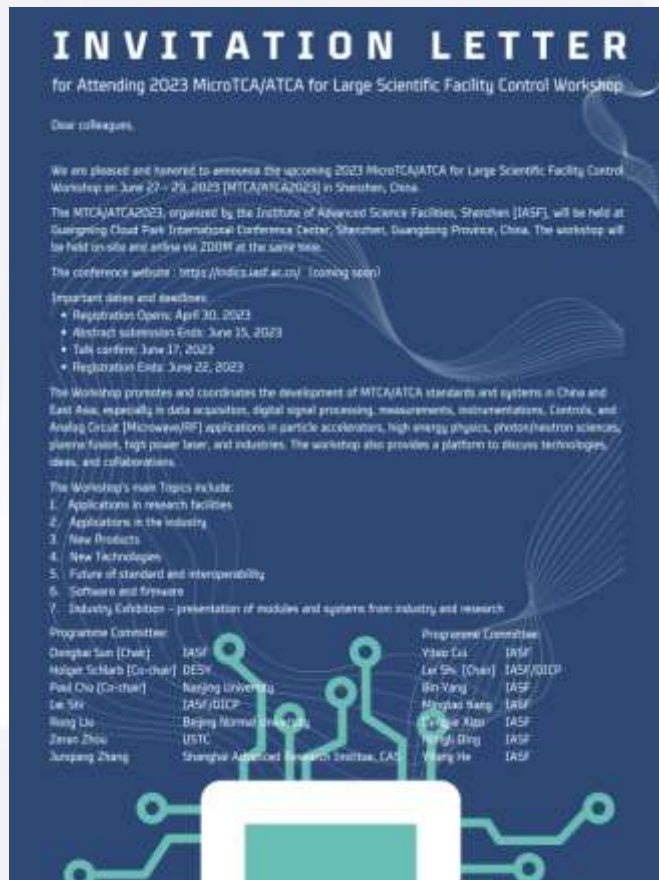 INVITATION LETTER
for Attending 2023 MicroTCA/ATCA for Large Scientific Facility Control Workshop
Dear colleagues,
We are pleased and honored to announce the upcoming 2023 MicroTCA/ATCA for Large Scientific Facility Control
Workshop on June 27 - 29, 2023 [MTCA/ATCA2023] in Shenzhen, China.
The MTCA/ATCA2023, organized by the Institute of Advanced Science Facilities, Shenzhen [IASF], will be held at
Guangming Cloud Park International Conference Center, Shenzhen, Guangdong Province, China. The workshop will
be held on-site and online via ZOOM at the same time.
The conference website : https://indico.iasf.ac.cn/ (coming soon)
Important dates and deadlines:
• Registration Opens: April 30, 2023
• Abstract submission Ends: June 15, 2023
• Talk confirm: June 17, 2023
• Registration Ends: June 22, 2023
The Workshop promotes and coordinates the development of MTCA/ATCA standards and systems in China and
East Asia, especially in data acquisition, digital signal processing, measurements, instrumentations, Controls, and
Analog Circuit [Microwave/RF] applications in particle accelerators, high energy physics, photon/neutron sciences,
plasma fusion, high power laser, and industries. The workshop also provides a platform to discuss technologies,
ideas, and collaborations.
The Workshop's main Topics include:
1. Applications in research facilities
2. Applications in the industry
3. New Products
4. New Technologies
5. Future of standard and interoperability
6. Software and firmware
7. Industry Exhibition – presentation of modules and systems from industry and research
Programme Committee: Programme Committee:
Dongbai Sun [Chair] IASF Yitao Cui IASF
Holger Schlarb [Co-chair] DESY Lei Shi [Chair] IASF/DICP
Paul Chu [Co-chair] Nanjing University Bin Yang IASF
Lei Shi IASF/DICP Mingtao Kang IASF
Rong Liu Beijing Normal University Xiao IASF
Zeran Zhou USTC Ding IASF
Junqiang Zhang Shanghai Advanced Research Institue, CAS He IASF